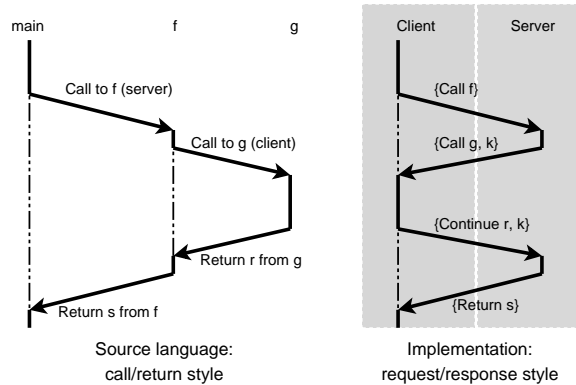 main f g
Call to f (server)
Call to g (client)
Return r from g
Return s from f
Source language:
call/return style
Client Server
{Call f}
{Call g, k}
{Continue r, k}
{Return s}
Implementation:
request/response style